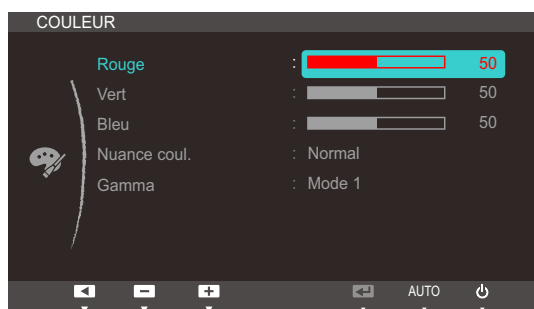 COULEUR
Rouge : 50
Vert : 50
Bleu : 50
Nuance coul. : Normal
Gamma : Mode 1
AUTO